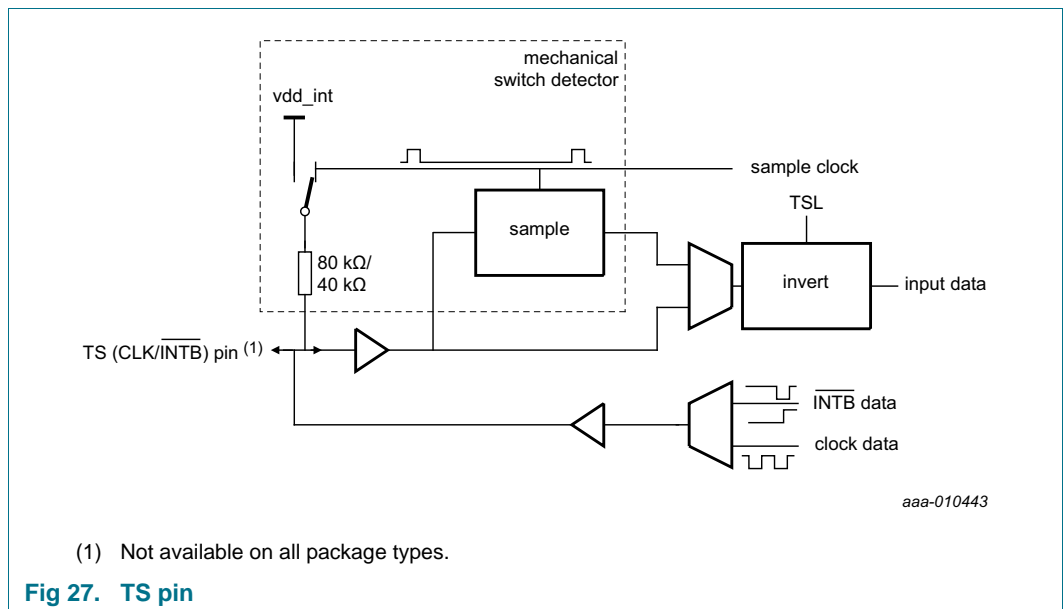 mechanical
switch detector
vdd_int
sample clock
TSL
sample
80 kΩ/
40 kΩ
invert
input data
TS (CLK/INTB) pin (1)
INTB data
clock data
aaa-010443
(1) Not available on all package types.
Fig 27. TS pin